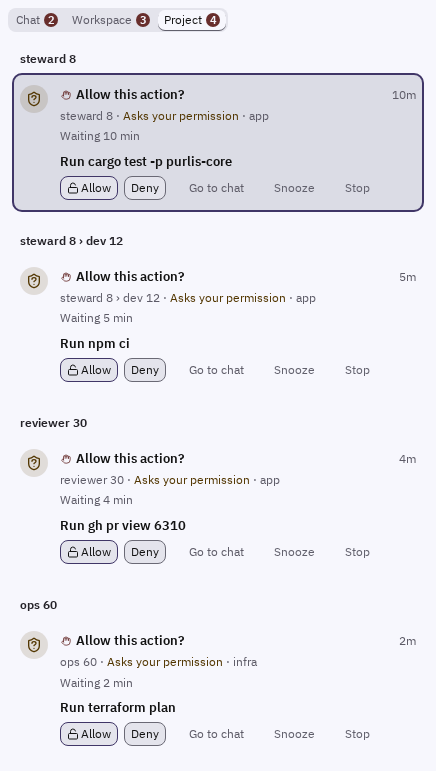 Chat 2 Workspace 3 Project 4
steward 8
Allow this action? 10m
steward 8 · Asks your permission · app
Waiting 10 min
Run cargo test -p purlis-core
Allow Deny Go to chat Snooze Stop
steward 8 › dev 12
Allow this action? 5m
steward 8 › dev 12 · Asks your permission · app
Waiting 5 min
Run npm ci
Allow Deny Go to chat Snooze Stop
reviewer 30
Allow this action? 4m
reviewer 30 · Asks your permission · app
Waiting 4 min
Run gh pr view 6310
Allow Deny Go to chat Snooze Stop
ops 60
Allow this action? 2m
ops 60 · Asks your permission · infra
Waiting 2 min
Run terraform plan
Allow Deny Go to chat Snooze Stop